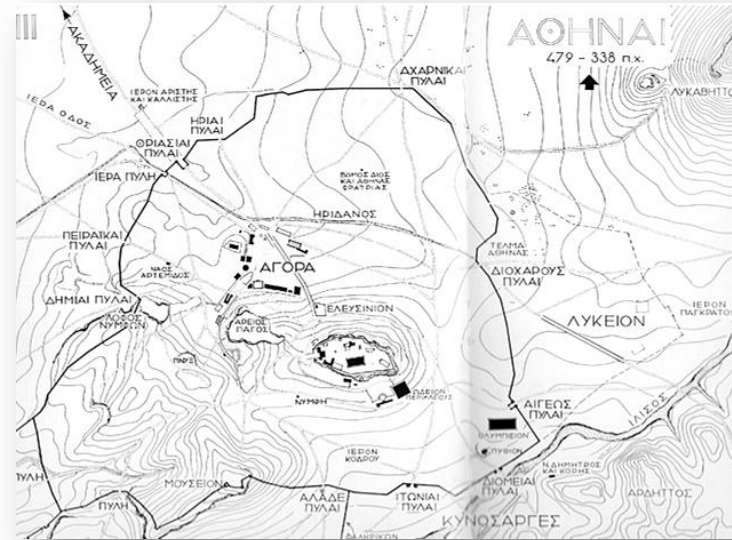 III
ΑΘΗΝΑΙ
479 - 338 π.χ.
ΑΚΑΔΗΜΕΙΑ
ΑΧΑΡΝΙΚΑΙ
ΠΥΛΑΙ
ΛΥΚΑΒΗΤΤΟΣ
ΙΕΡΟΝ ΑΡΙΣΤΗΣ
ΚΑΙ ΚΑΛΛΙΣΤΗΣ
ΙΕΡΑ ΟΔΟΣ
ΗΡΙΑΙ
ΠΥΛΑΙ
ΘΡΙΑΣΙΑΙ
ΠΥΛΑΙ
ΙΕΡΑ ΠΥΛΗ
ΒΩΜΟΣ ΔΙΟΣ
ΚΑΙ ΑΘΗΝΑΣ
ΦΡΑΤΡΙΑΣ
ΗΡΙΔΑΝΟΣ
ΠΕΙΡΑΪΚΑΙ
ΠΥΛΑΙ
ΝΑΟΣ
ΑΡΤΕΜΙΔΟΣ
ΑΓΟΡΑ
ΤΕΛΜΑ
ΑΘΗΝΑΣ
ΔΙΟΧΑΡΟΥΣ
ΠΥΛΑΙ
ΔΗΜΙΑΙ ΠΥΛΑΙ
ΛΟΦΟΣ
ΝΥΜΦΩΝ
ΑΡΕΙΟΣ
ΠΑΓΟΣ
ΕΛΕΥΣΙΝΙΟΝ
ΛΥΚΕΙΟΝ
ΙΕΡΟΝ
ΠΑΓΚΡΑΤΟ
ΠΝΥΞ
ΝΥΜΦΗ
ΩΔΕΙΟΝ
ΠΕΡΙΚΛΕΟΥΣ
ΑΙΓΕΩΣ
ΠΥΛΑΙ
ΙΛΙΣΟΣ
ΟΛΥΜΠΙΕΙΟΝ
ΠΥΘΙΟΝ
ΙΕΡΟΝ
ΚΟΔΡΟΥ
Ν.ΔΗΜΗΤΡΟΣ
ΚΑΙ ΚΟΡΗΣ
ΠΥΛΗ
ΜΟΥΣΕΙΟΝ
ΔΙΟΜΕΙΑΙ
ΠΥΛΑΙ
ΑΡΔΗΤΤΟΣ
ΠΥΛΗ
ΑΛΑΔΕ
ΠΥΛΑΙ
ΙΤΩΝΙΑΙ
ΠΥΛΑΙ
ΚΥΝΟΣΑΡΓΕΣ